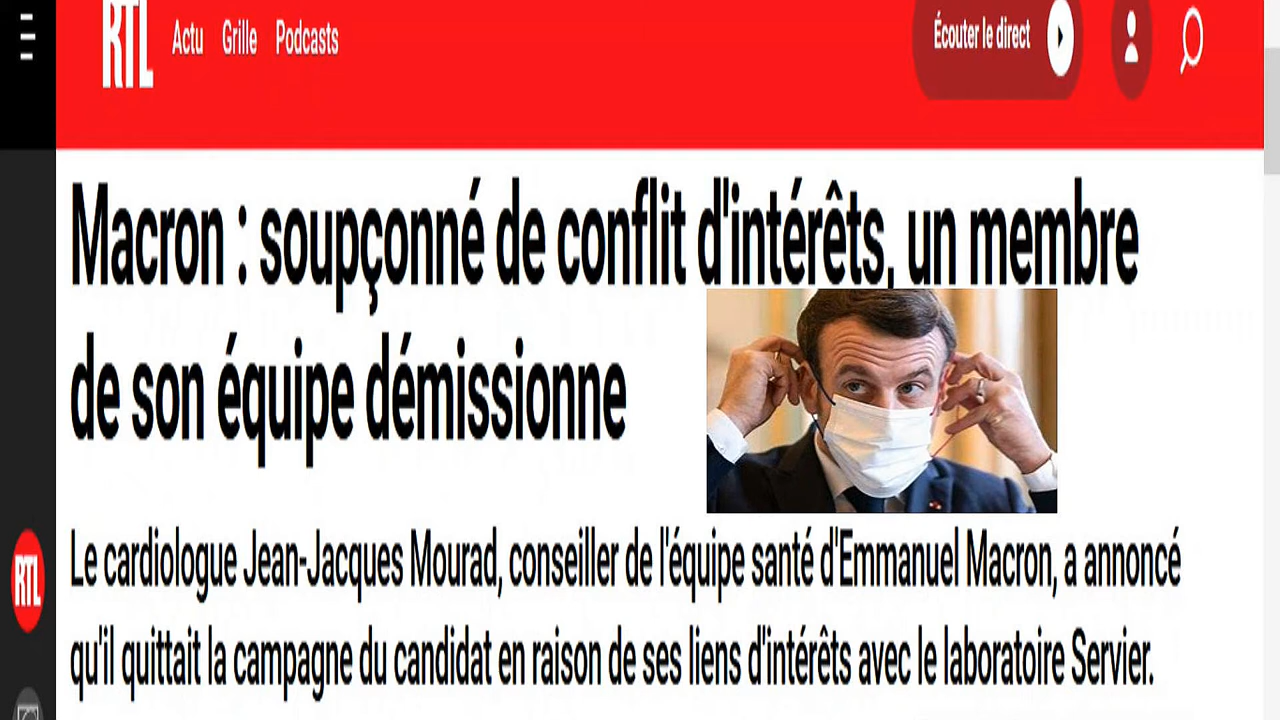 RTL Actu Grille Podcasts Écouter le direct
Macron : soupçonné de conflit d'intérêts, un membre
de son équipe démissionne
Le cardiologue Jean-Jacques Mourad, conseiller de l'équipe santé d'Emmanuel Macron, a annoncé
RTL
qu'il quittait la campagne du candidat en raison de ses liens d'intérêts avec le laboratoire Servier.